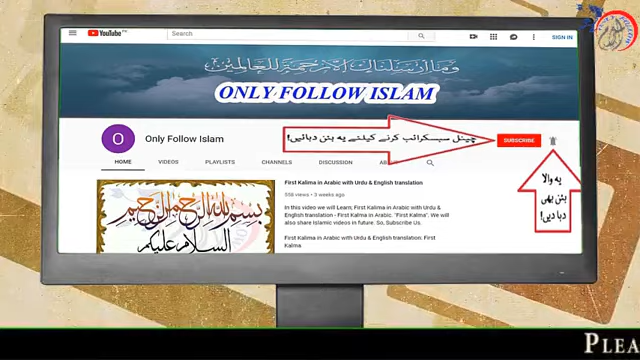 YouTube PK
Search
SIGN IN
وَمَا أَرْسَلْنَاكَ إِلَّا رَحْمَةً لِّلْعَالَمِينَ
ONLY FOLLOW ISLAM
O
Only Follow Islam
چینل سبسکرائب کرنے کیلئے یہ بٹن دبائیں!
SUBSCRIBE
HOME
VIDEOS
PLAYLISTS
CHANNELS
DISCUSSION
یہ والا
بٹن بھی
دبا دیں!
First Kalima in Arabic with Urdu & English translation
558 views • 3 weeks ago
In this video we will Learn; First Kalima in Arabic with Urdu &
English translation - First Kalima in Arabic. "First Kalma". We will
also share Islamic videos in future. So, Subscribe Us.
First Kalima in Arabic with Urdu & English translation: First
Kalma
بسم الله الرحمن الرحيم
السلام عليكم
PLEA